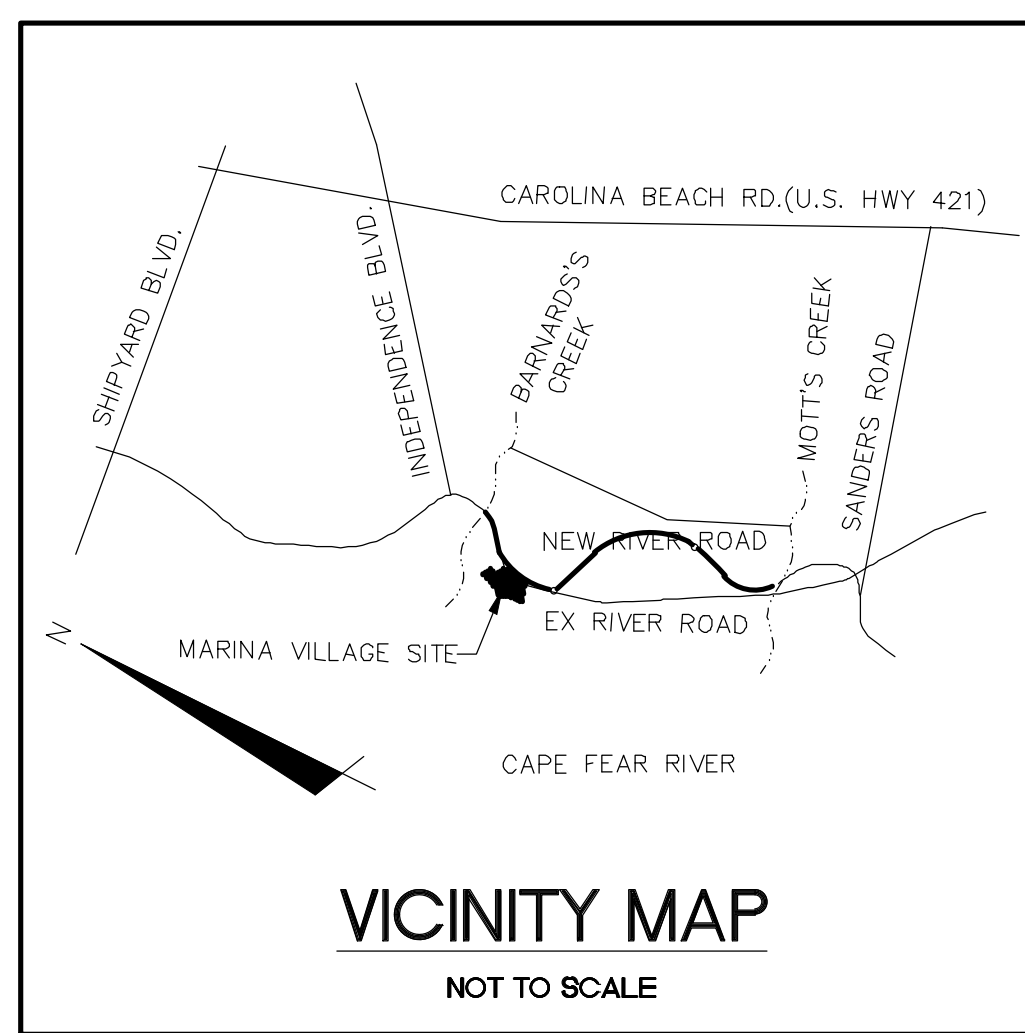 CAROLINA BEACH RD.(U.S. HWY 421)
SHIPYARD BLVD.
INDEPENDENCE BLVD.
BARNARDS'S
CREEK
MOTT'S CREEK
SANDERS ROAD
NEW RIVER ROAD
EX RIVER ROAD
N
MARINA VILLAGE SITE
CAPE FEAR RIVER
VICINITY MAP
NOT TO SCALE